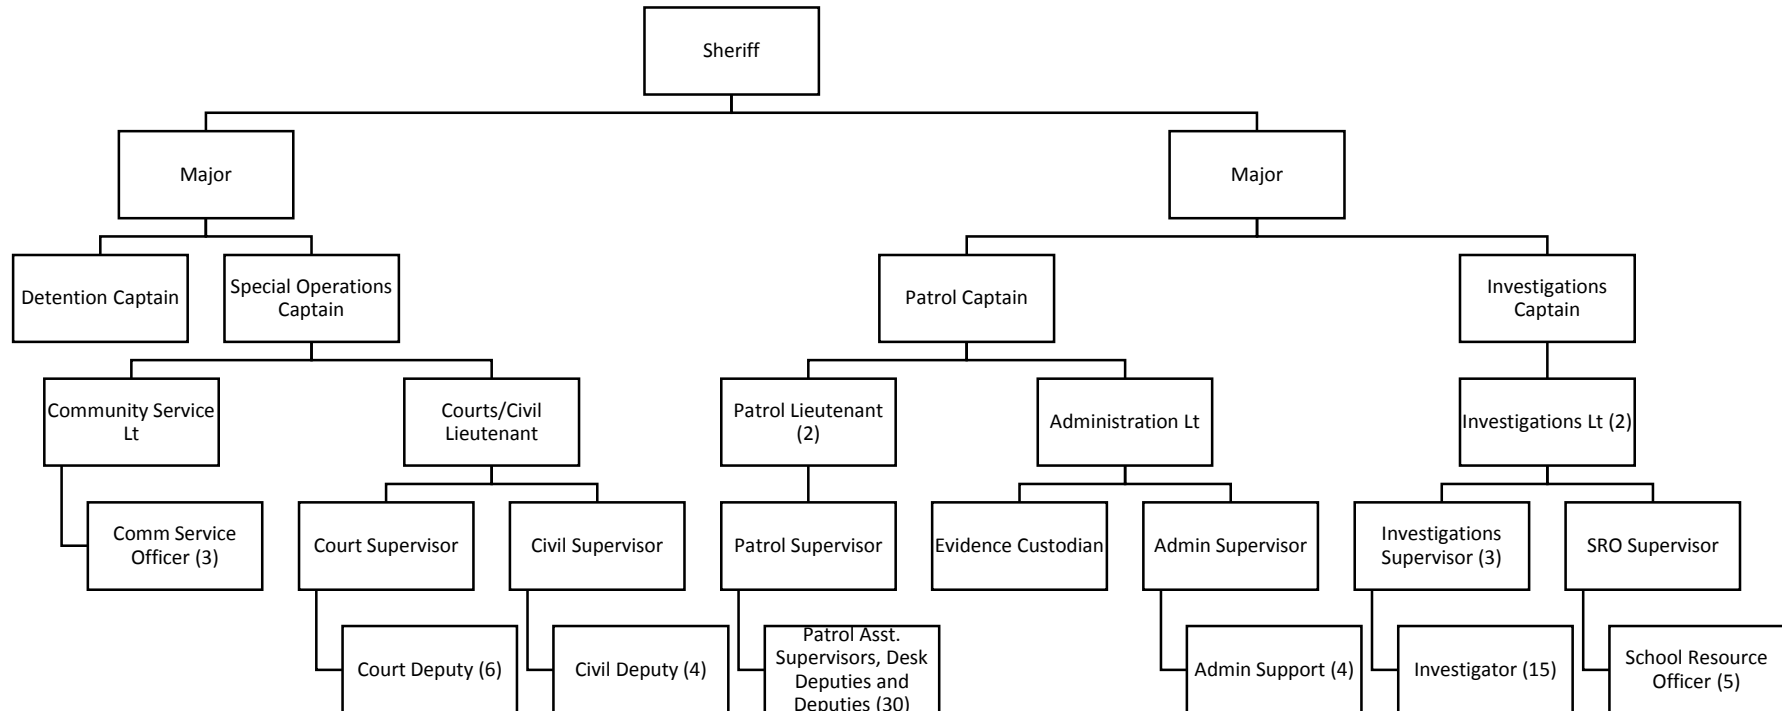 Sheriff
Major
Major
Detention Captain
Special Operations
Captain
Patrol Captain
Investigations
Captain
Community Service
Lt
Courts/Civil
Lieutenant
Patrol Lieutenant
(2)
Administration Lt
Investigations Lt (2)
Comm Service
Officer (3)
Court Supervisor
Civil Supervisor
Patrol Supervisor
Evidence Custodian
Admin Supervisor
Investigations
Supervisor (3)
SRO Supervisor
Court Deputy (6)
Civil Deputy (4)
Patrol Asst.
Supervisors, Desk
Deputies and
Deputies (30)
Admin Support (4)
Investigator (15)
School Resource
Officer (5)